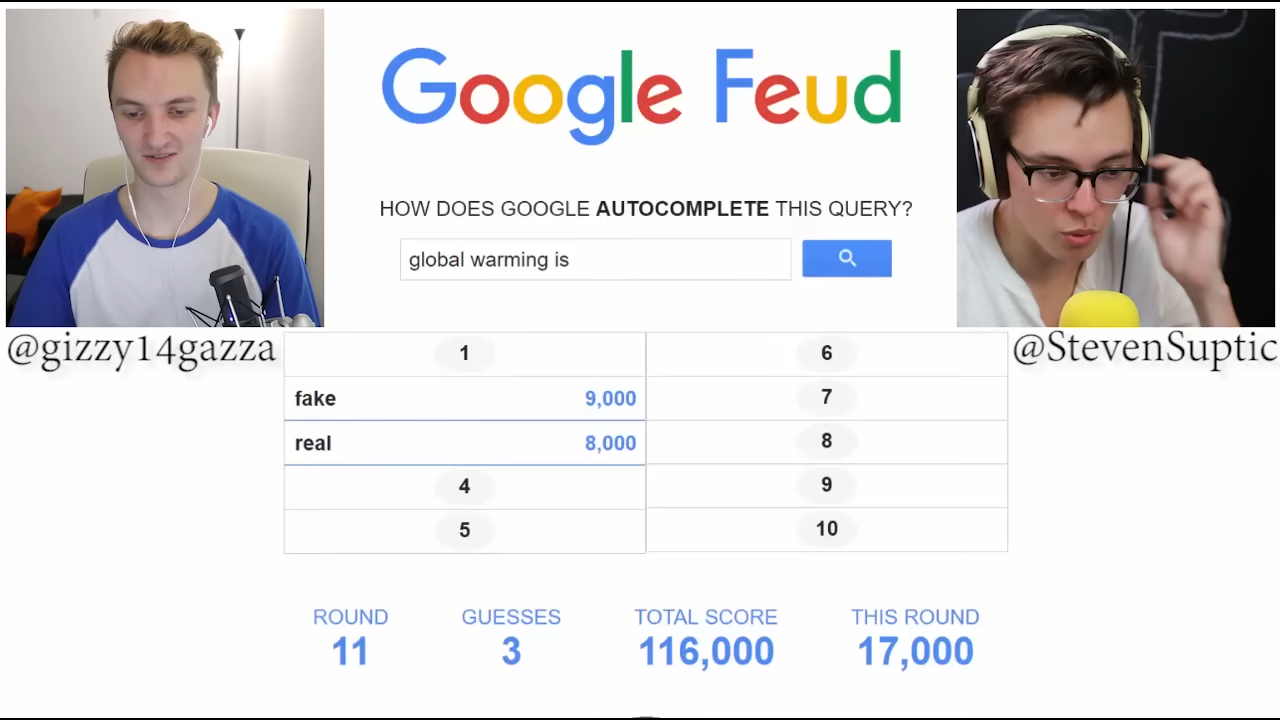 Google Feud
HOW DOES GOOGLE AUTOCOMPLETE THIS QUERY?
global warming is
@gizzy14gazza
@StevenSuptic
1
fake 9,000
real 8,000
4
5
6
7
8
9
10
ROUND GUESSES TOTAL SCORE THIS ROUND
11 3 116,000 17,000